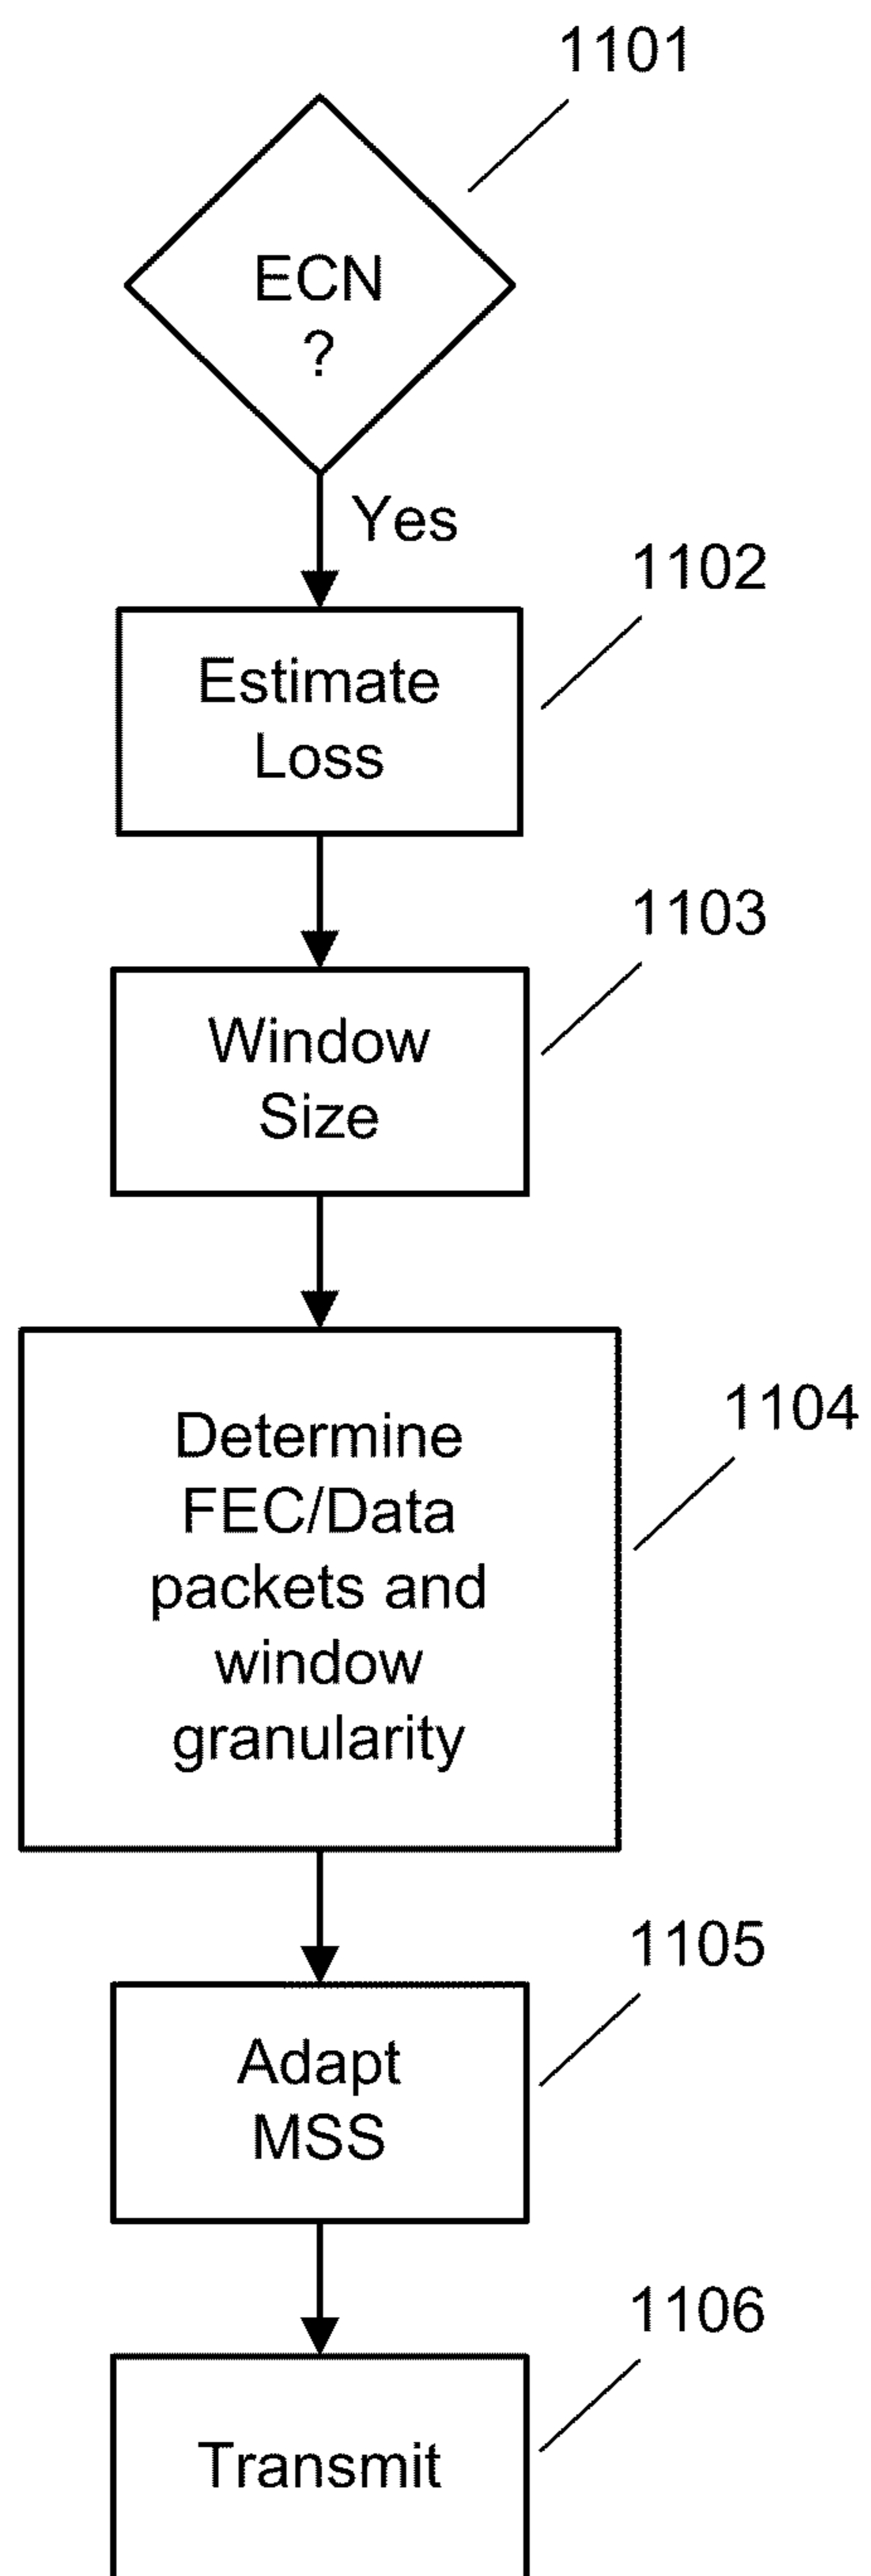 1101
ECN
?
Yes
1102
Estimate
Loss
1103
Window
Size
1104
Determine
FEC/Data
packets and
window
granularity
1105
Adapt
MSS
1106
Transmit